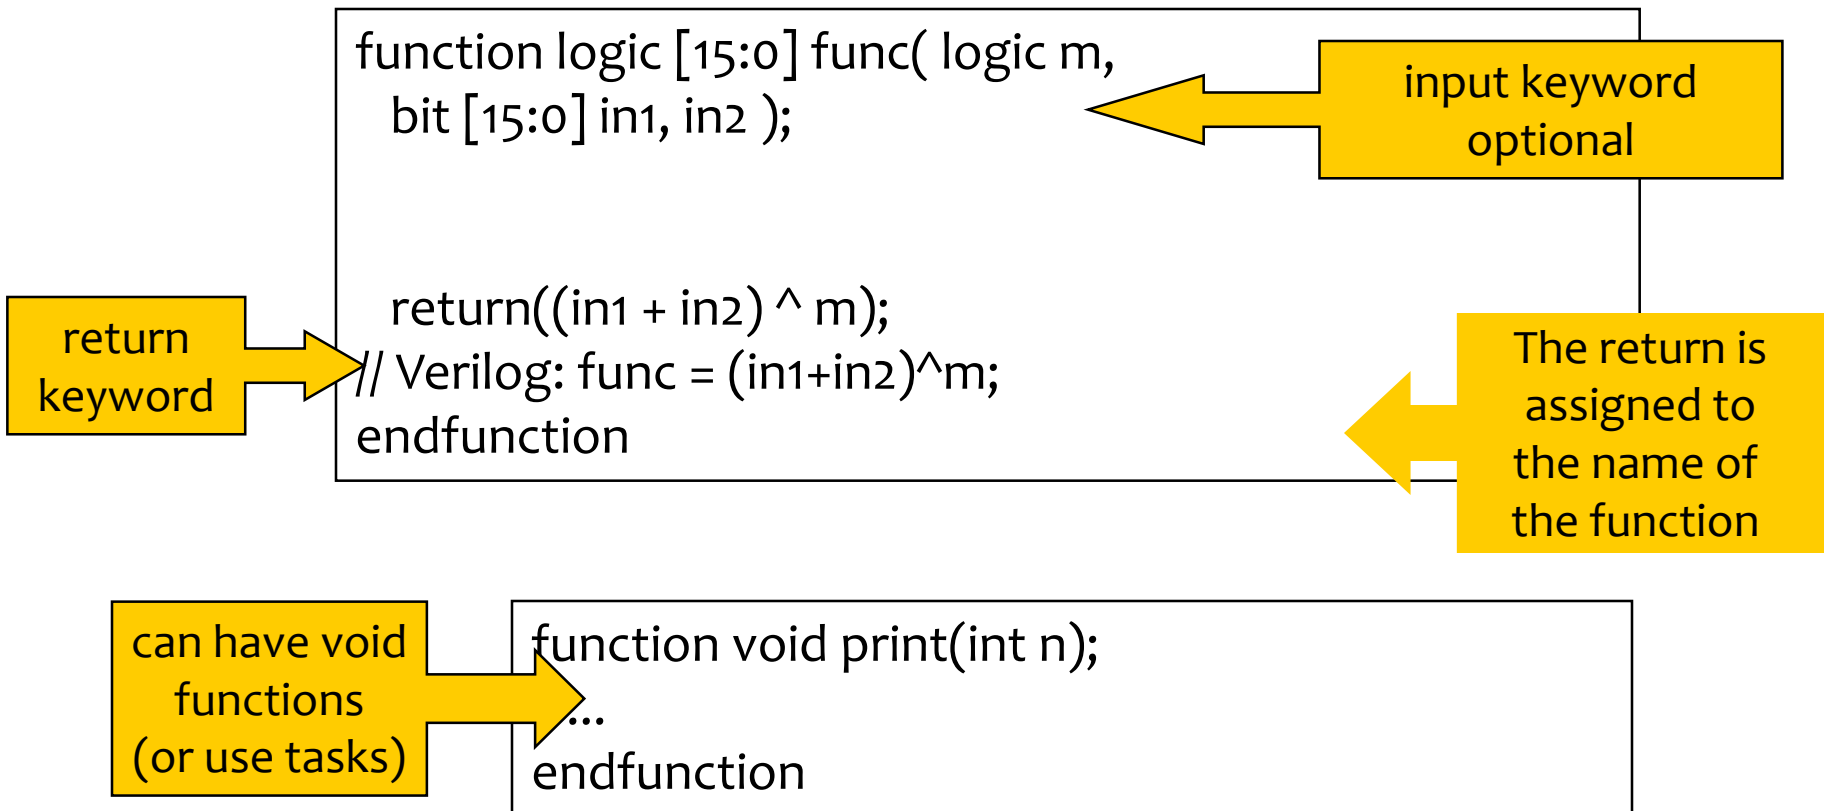 function logic [15:0] func( logic m,
bit [15:0] in1, in2 );
input keyword
optional
return((in1 + in2) ^ m);
// Verilog: func = (in1+in2)^m;
endfunction
return
keyword
The return is
assigned to
the name of
the function
can have void
functions
(or use tasks)
function void print(int n);
...
endfunction